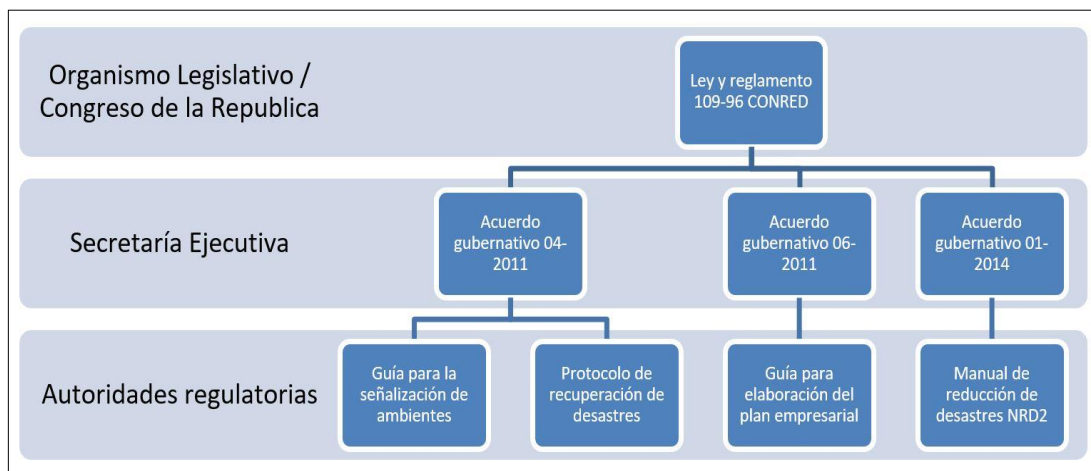 Organismo Legislativo /
Congreso de la Republica
Ley y reglamento
109-96 CONRED
Secretaría Ejecutiva
Acuerdo
gubernativo 04-
2011
Acuerdo
gubernativo 06-
2011
Acuerdo
gubernativo 01-
2014
Autoridades regulatorias
Guía para la
señalización de
ambientes
Protocolo de
recuperación de
desastres
Guía para
elaboración del
plan empresarial
Manual de
reducción de
desastres NRD2